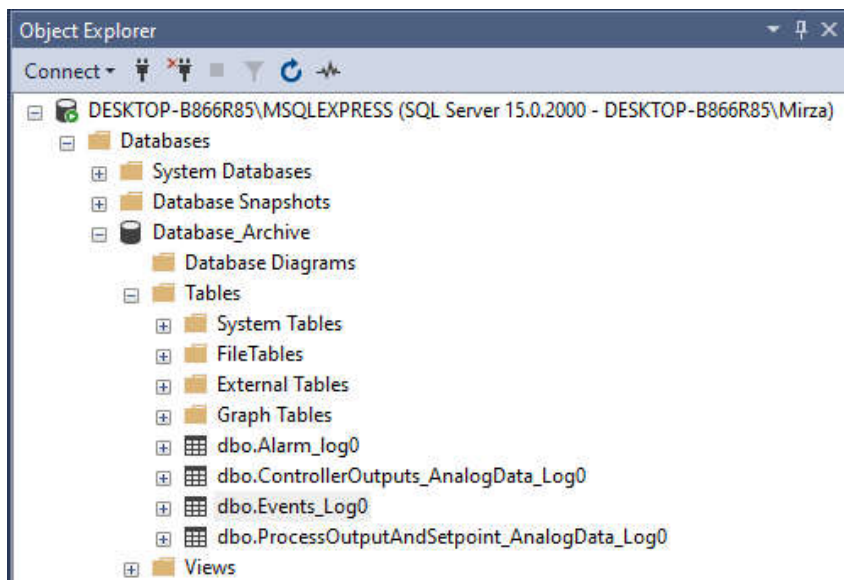 Object Explorer
Connect
DESKTOP-B866R85\MSQLEXPRESS (SQL Server 15.0.2000 - DESKTOP-B866R85\Mirza)
Databases
System Databases
Database Snapshots
Database_Archive
Database Diagrams
Tables
System Tables
FileTables
External Tables
Graph Tables
dbo.Alarm_log0
dbo.ControllerOutputs_AnalogData_Log0
dbo.Events_Log0
dbo.ProcessOutputAndSetpoint_AnalogData_Log0
Views